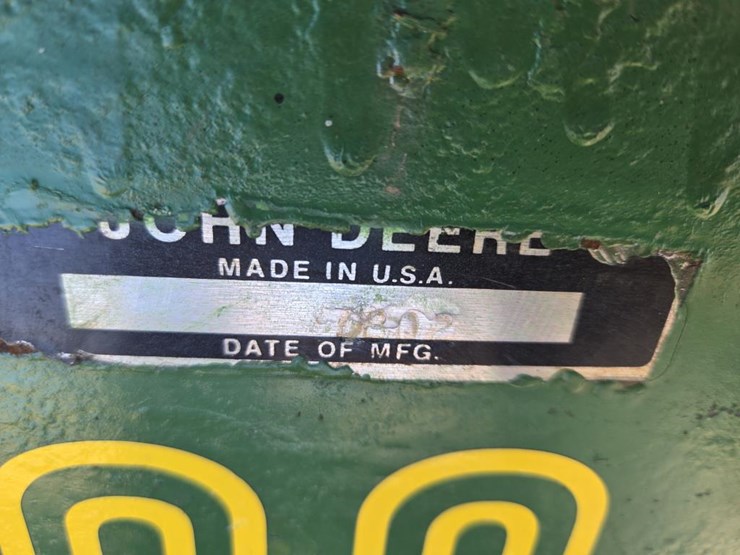 JOHN DEERE
MADE IN U.S.A.
DATE OF MFG.